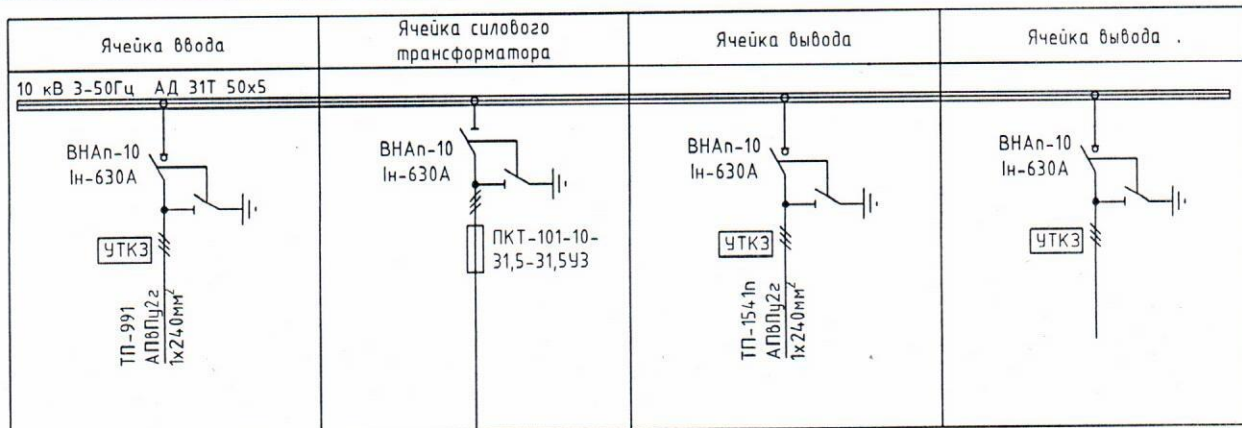 Ячейка ввода
Ячейка силового
трансформатора
Ячейка вывода
Ячейка вывода .
10 кВ 3-50Гц АД 31Т 50х5
ВНАп-10
Iн-630А
УТКЗ
ТП-991
АПвПу2г
1х240мм²
ВНАп-10
Iн-630А
ПКТ-101-10-
31,5-31,5У3
ВНАп-10
Iн-630А
УТКЗ
ТП-1541п
АПвПу2г
1х240мм²
ВНАп-10
Iн-630А
УТКЗ